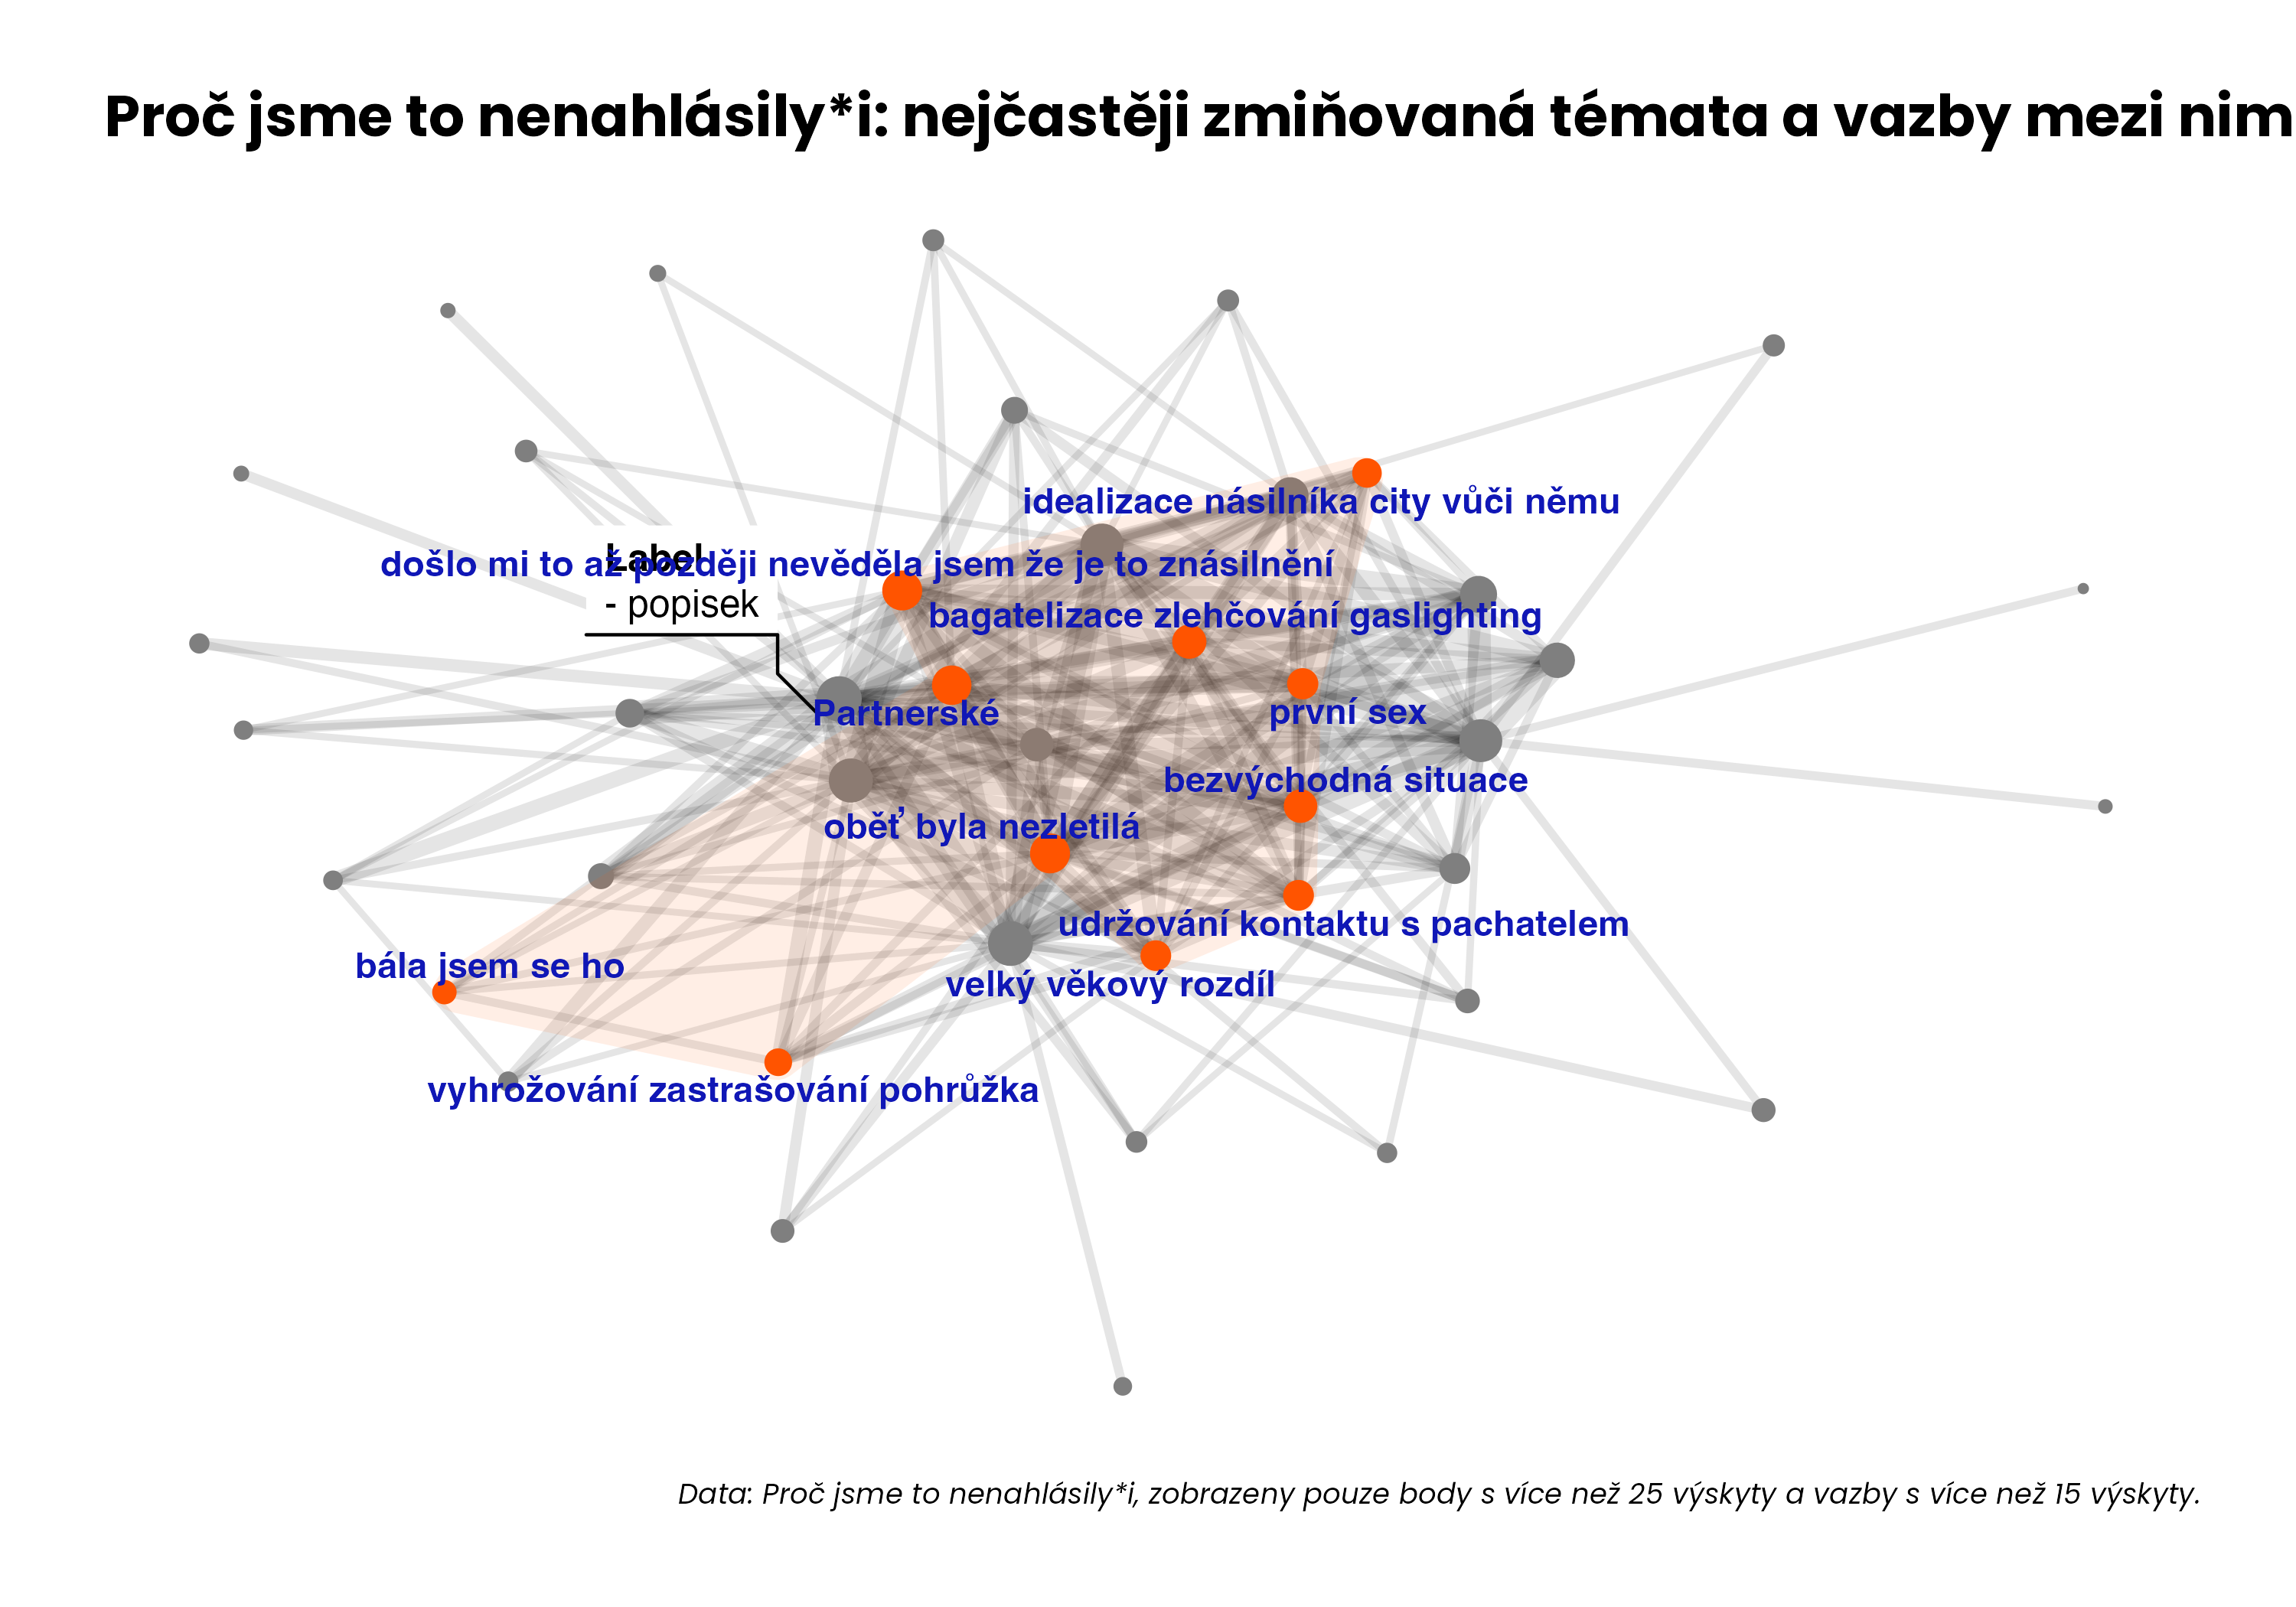 Proč jsme to nenahlásily*i: nejčastěji zmiňovaná témata a vazby mezi nim
idealizace násilníka city vůči němu
Label
došlo mi to až později nevěděla jsem že je to znásilnění
- popisek
bagatelizace zlehčování gaslighting
Partnerské
první sex
bezvýchodná situace
oběť byla nezletilá
udržování kontaktu s pachatelem
bála jsem se ho
velký věkový rozdíl
vyhrožování zastrašování pohrůžka
Data: Proč jsme to nenahlásily*i, zobrazeny pouze body s více než 25 výskyty a vazby s více než 15 výskyty.